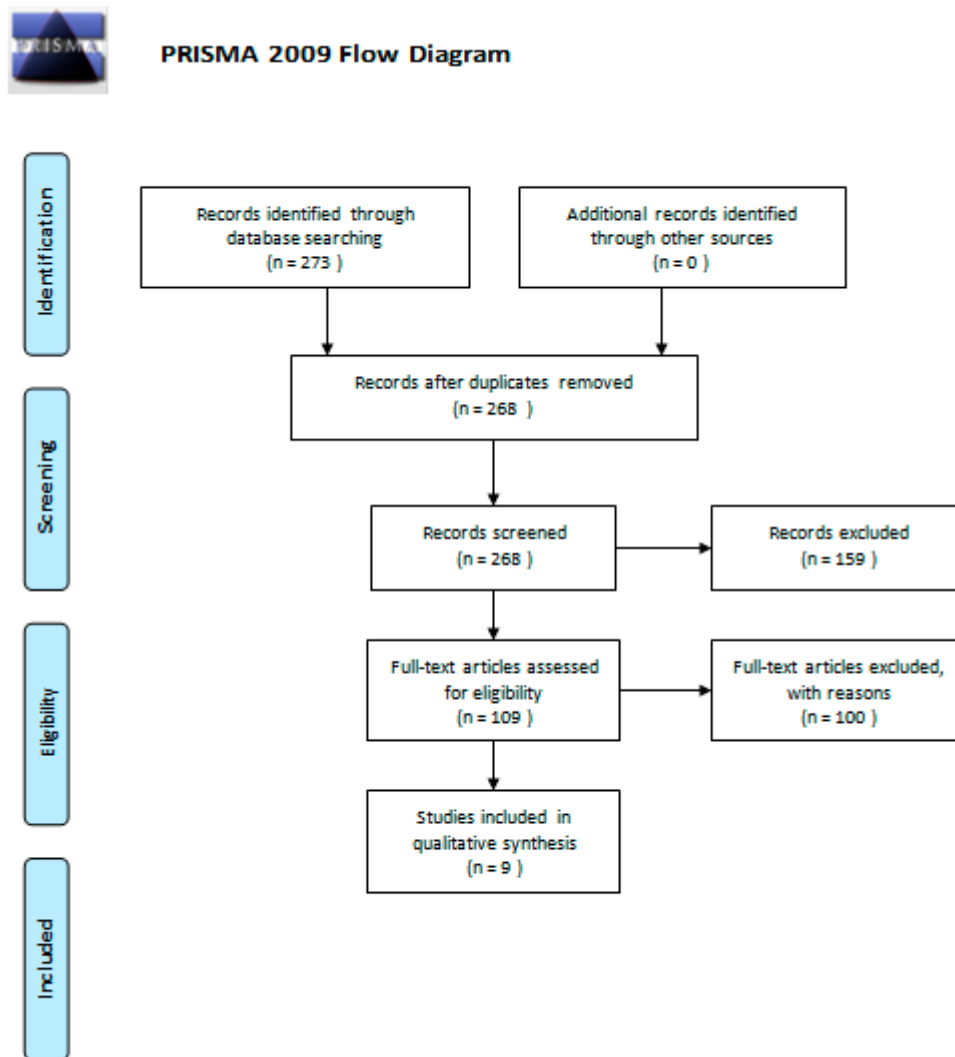 PRISMA
PRISMA 2009 Flow Diagram
Identification
Records identified through
database searching
(n = 273 )
Additional records identified
through other sources
(n = 0 )
Records after duplicates removed
(n = 268 )
Screening
Records screened
(n = 268 )
Records excluded
(n = 159 )
Eligibility
Full-text articles assessed
for eligibility
(n = 109 )
Full-text articles excluded,
with reasons
(n = 100 )
Studies included in
qualitative synthesis
(n = 9 )
Included